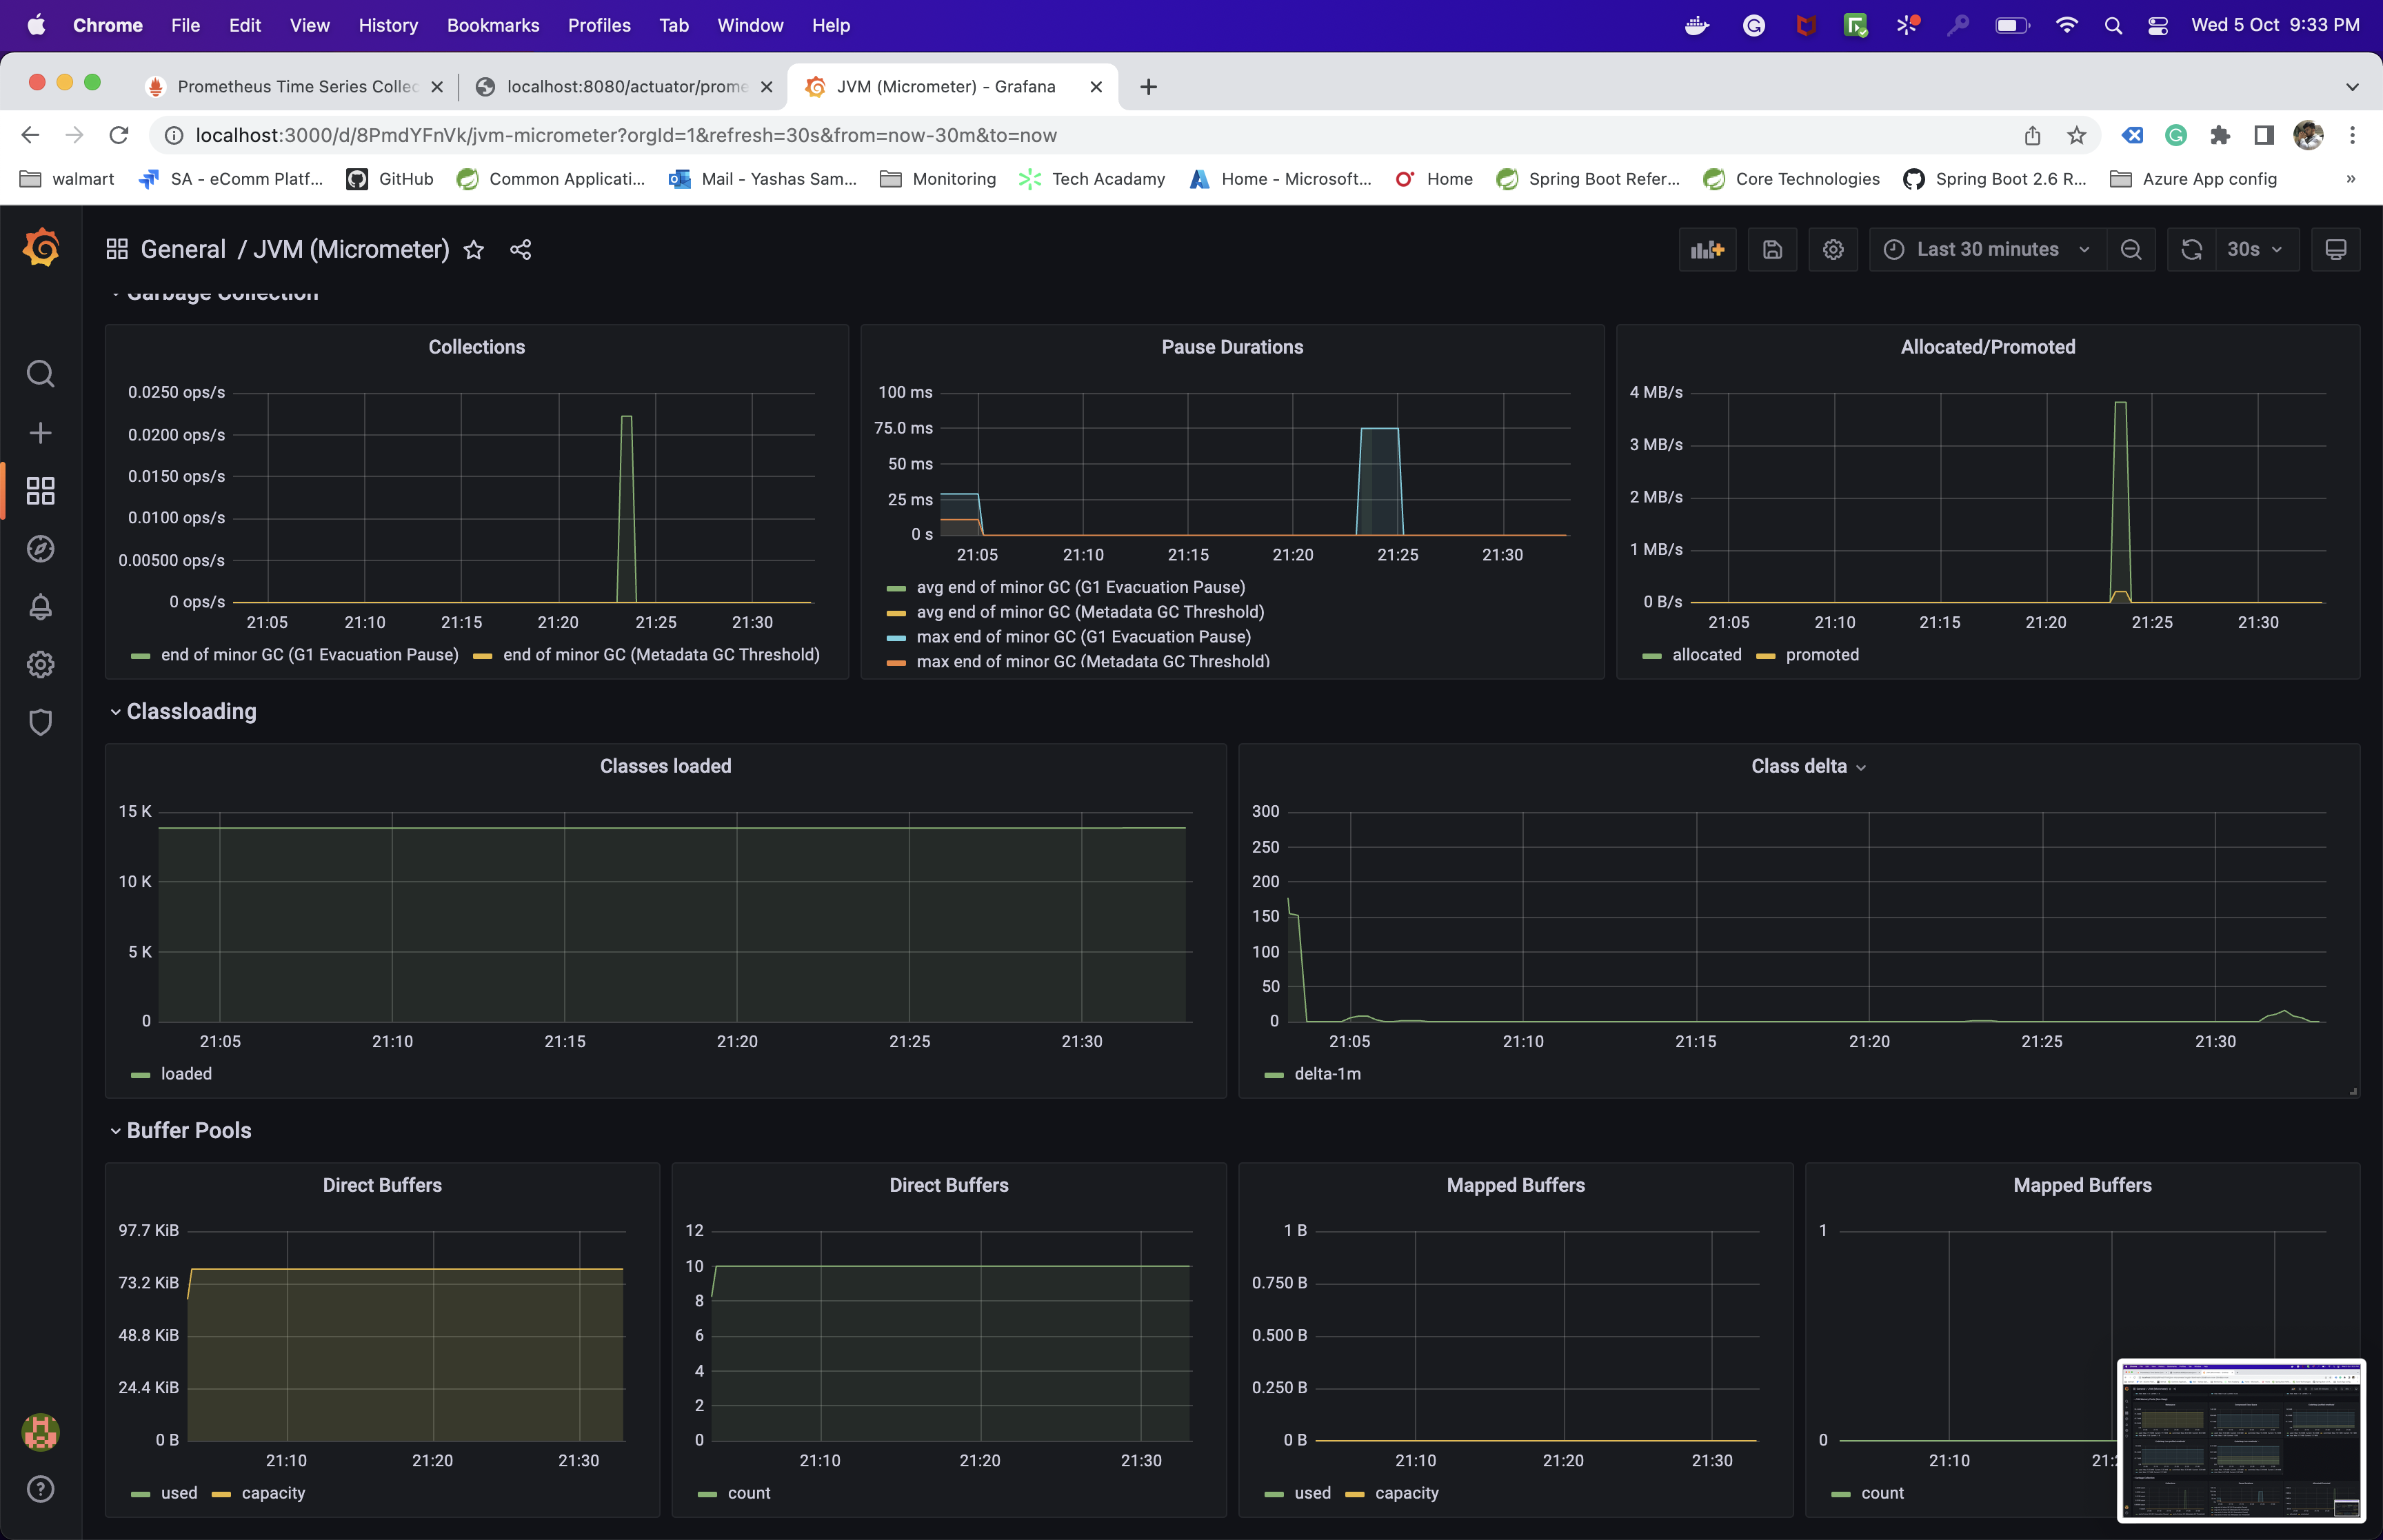 Chrome File Edit View History Bookmarks Profiles Tab Window Help Wed 5 Oct 9:33 PM
Prometheus Time Series Collec localhost:8080/actuator/prome JVM (Micrometer) - Grafana
localhost:3000/d/8PmdYFnVk/jvm-micrometer?orgId=1&refresh=30s&from=now-30m&to=now
walmart SA - eComm Platf... GitHub Common Applicati... Mail - Yashas Sam... Monitoring Tech Acadamy Home - Microsoft... Home Spring Boot Refer... Core Technologies Spring Boot 2.6 R... Azure App config »
General / JVM (Micrometer) Last 30 minutes 30s
Garbage Collection
Collections
0.0250 ops/s
0.0200 ops/s
0.0150 ops/s
0.0100 ops/s
0.00500 ops/s
0 ops/s
21:05 21:10 21:15 21:20 21:25 21:30
end of minor GC (G1 Evacuation Pause) end of minor GC (Metadata GC Threshold)
Pause Durations
100 ms
75.0 ms
50 ms
25 ms
0 s
21:05 21:10 21:15 21:20 21:25 21:30
avg end of minor GC (G1 Evacuation Pause)
avg end of minor GC (Metadata GC Threshold)
max end of minor GC (G1 Evacuation Pause)
max end of minor GC (Metadata GC Threshold)
Allocated/Promoted
4 MB/s
3 MB/s
2 MB/s
1 MB/s
0 B/s
21:05 21:10 21:15 21:20 21:25 21:30
allocated promoted
Classloading
Classes loaded
15 K
10 K
5 K
0
21:05 21:10 21:15 21:20 21:25 21:30
loaded
Class delta
300
250
200
150
100
50
0
21:05 21:10 21:15 21:20 21:25 21:30
delta-1m
Buffer Pools
Direct Buffers
97.7 KiB
73.2 KiB
48.8 KiB
24.4 KiB
0 B
21:10 21:20 21:30
used capacity
Direct Buffers
12
10
8
6
4
2
0
21:10 21:20 21:30
count
Mapped Buffers
1 B
0.750 B
0.500 B
0.250 B
0 B
21:10 21:20 21:30
used capacity
Mapped Buffers
1
0
21:10
count